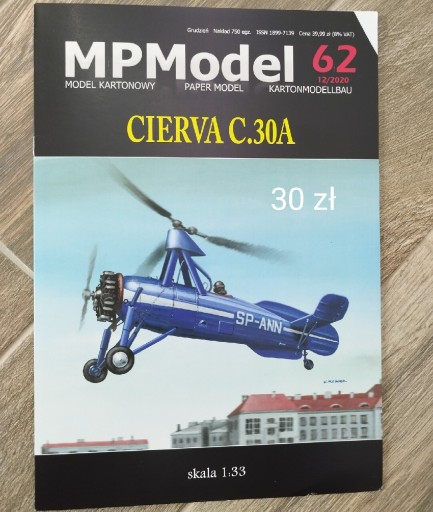 Grudzień Nakład 750 egz. ISSN 1899-7139 Cena 39,99 zł (8% VAT)
MPModel 62
12/2020
MODEL KARTONOWY PAPER MODEL KARTONMODELLBAU
CIERVA C.30A
30 zł
SP-ANN
skala 1:33